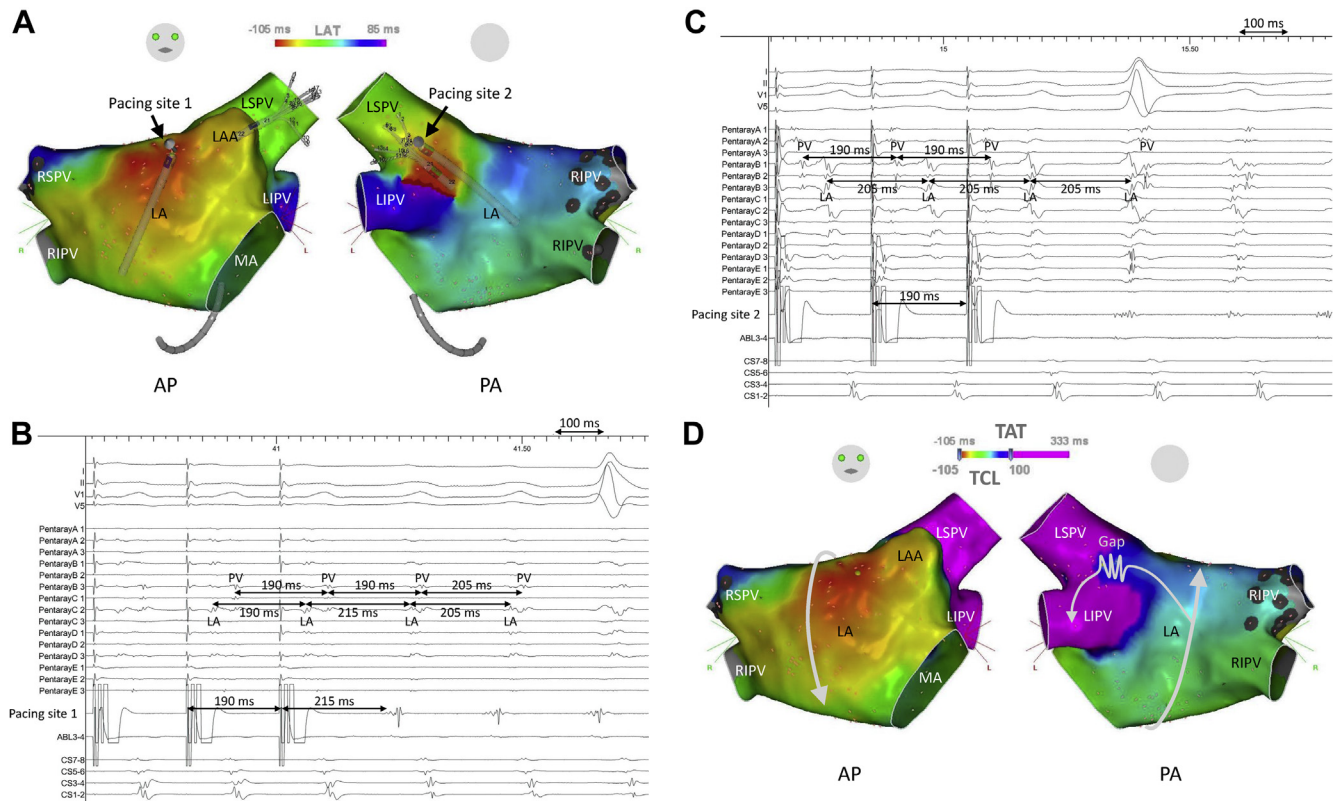 A
-105 ms LAT 85 ms
Pacing site 1
LSPV
LAA
RSPV
LA
LIPV
RIPV
MA
AP
LSPV
Pacing site 2
LIPV
LA
RIPV
RIPV
PA
R
L
R
L
B
100 ms
41
41.50
I
II
V1
V5
PentarayA 1
PentarayA 2
PentarayA 3
PentarayB 1
PentarayB 2
PentarayB 3
PentarayC 1
PentarayC 2
PentarayC 3
PentarayD 1
PentarayD 2
PentarayD 3
PentarayE 1
PentarayE 2
PentarayE 3
PV PV PV PV
190 ms 190 ms 205 ms
190 ms 215 ms 205 ms
LA LA LA LA
190 ms 215 ms
Pacing site 1
ABL3-4
CS7-8
CS5-6
CS3-4
CS1-2
C
100 ms
15
15.50
I
II
V1
V5
PentarayA 1
PentarayA 2
PentarayA 3
PentarayB 1
PentarayB 2
PentarayB 3
PentarayC 1
PentarayC 2
PentarayC 3
PentarayD 1
PentarayD 2
PentarayD 3
PentarayE 1
PentarayE 2
PentarayE 3
PV PV PV PV
190 ms 190 ms
205 ms 205 ms 205 ms
LA LA LA LA
190 ms
Pacing site 2
ABL3-4
CS7-8
CS5-6
CS3-4
CS1-2
D
TAT
-105 ms 333 ms
-105 100
TCL
LSPV
LAA
RSPV
LA
LIPV
RIPV
MA
AP
LSPV
Gap
LIPV
LA
RIPV
PA
R
L
R
L